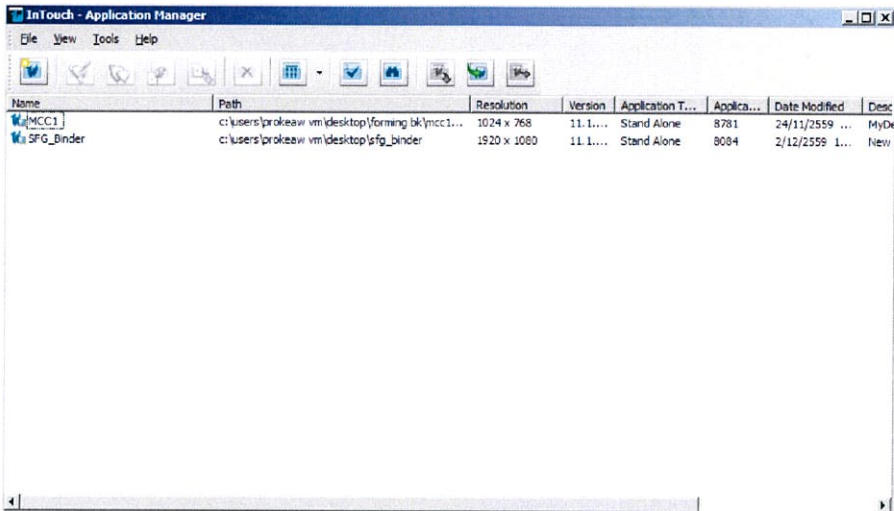 InTouch - Application Manager
File View Tools Help
Name Path Resolution Version Application T... Applica... Date Modified Desc
MCC1 c:\users\prokeaw vm\desktop\forming bk\mcc1... 1024 x 768 11.1.... Stand Alone 8781 24/11/2559 ... MyDe
SFG_Binder c:\users\prokeaw vm\desktop\sfg_binder 1920 x 1080 11.1.... Stand Alone 8084 2/12/2559 1... New